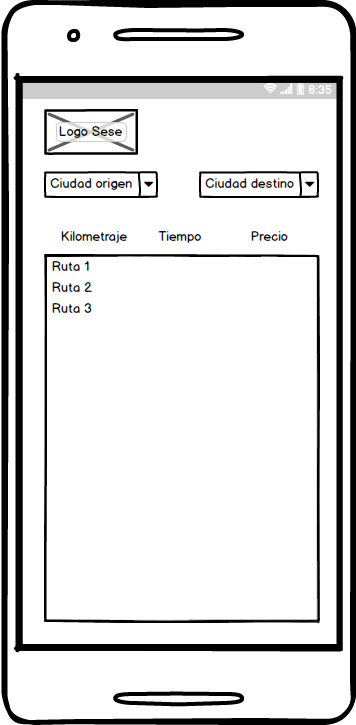 8:35
Logo Sese
Ciudad origen Ciudad destino
Kilometraje Tiempo Precio
Ruta 1
Ruta 2
Ruta 3